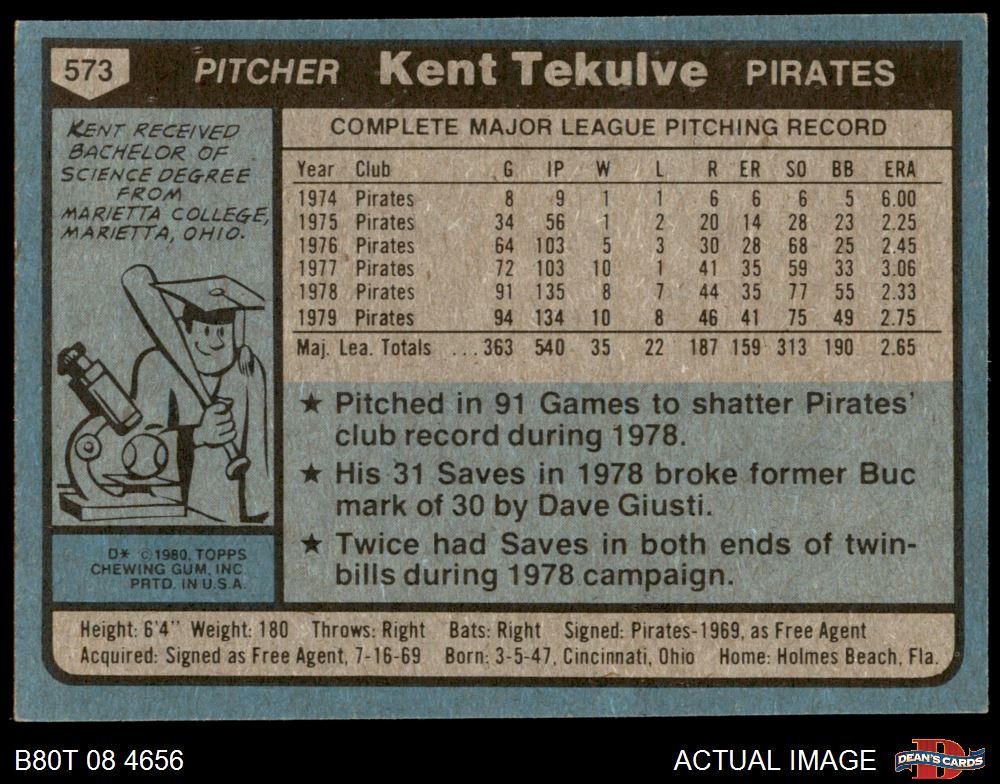 573 PITCHER Kent Tekulve PIRATES
KENT RECEIVED
BACHELOR OF
SCIENCE DEGREE
FROM
MARIETTA COLLEGE,
MARIETTA, OHIO.
D* ©1980, TOPPS
CHEWING GUM, INC
PRTD. IN U.S.A.
COMPLETE MAJOR LEAGUE PITCHING RECORD
Year Club G IP W L R ER SO BB ERA
1974 Pirates 8 9 1 1 6 6 6 5 6.00
1975 Pirates 34 56 1 2 20 14 28 23 2.25
1976 Pirates 64 103 5 3 30 28 68 25 2.45
1977 Pirates 72 103 10 1 41 35 59 33 3.06
1978 Pirates 91 135 8 7 44 35 77 55 2.33
1979 Pirates 94 134 10 8 46 41 75 49 2.75
Maj. Lea. Totals ...363 540 35 22 187 159 313 190 2.65
★ Pitched in 91 Games to shatter Pirates'
club record during 1978.
★ His 31 Saves in 1978 broke former Buc
mark of 30 by Dave Giusti.
★ Twice had Saves in both ends of twin-
bills during 1978 campaign.
Height: 6'4" Weight: 180 Throws: Right Bats: Right Signed: Pirates-1969, as Free Agent
Acquired: Signed as Free Agent, 7-16-69 Born: 3-5-47, Cincinnati, Ohio Home: Holmes Beach, Fla.
B80T 08 4656 ACTUAL IMAGE D DEAN'S CARDS